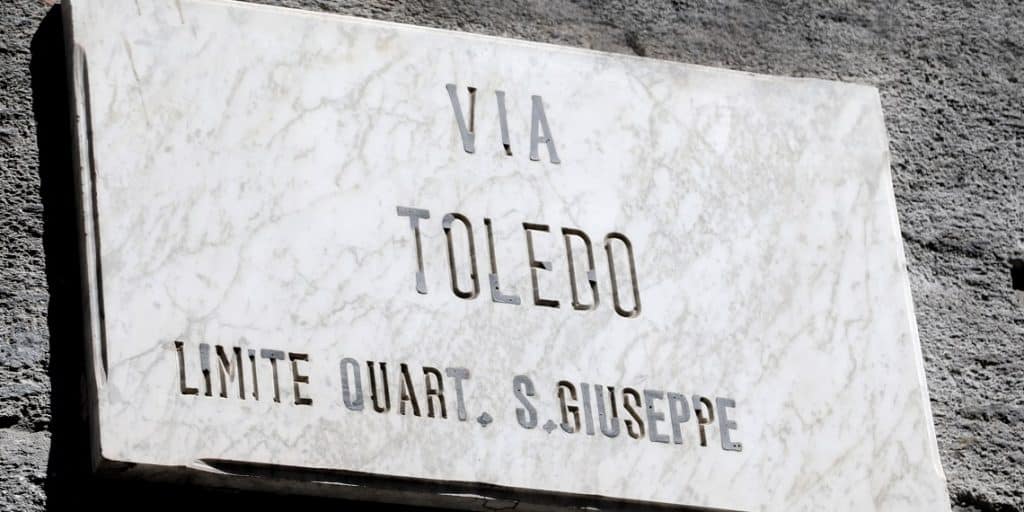 VIA
TOLEDO
LIMITE QUART. S.GIUSEPPE